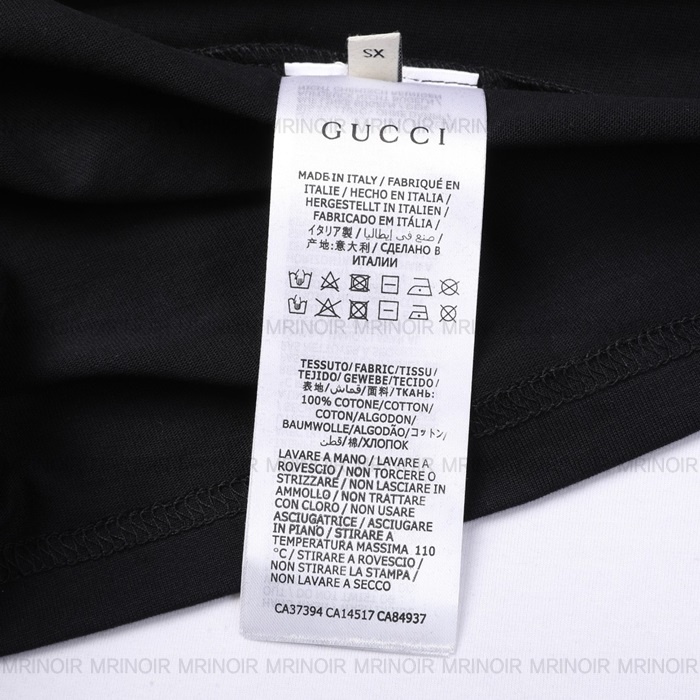 XS
GUCCI
MADE IN ITALY / FABRIQUÉ EN
ITALIE / HECHO EN ITALIA /
HERGESTELLT IN ITALIEN /
FABRICADO EM ITÁLIA /
イタリア製 / صنع في إيطاليا /
产地:意大利 / СДЕЛАНО В
ИТАЛИИ
TESSUTO/FABRIC/TISSU/
TEJIDO/ GEWEBE/TECIDO/
表地/قماش/面料/ТКАНЬ:
100% COTONE/COTTON/
COTON/ALGODON/
BAUMWOLLE/ALGODÃO/コットン/
قطن/棉/ХЛОПОК
LAVARE A MANO / LAVARE A
ROVESCIO / NON TORCERE O
STRIZZARE / NON LASCIARE IN
AMMOLLO / NON TRATTARE
CON CLORO / NON USARE
ASCIUGATRICE / ASCIUGARE
IN PIANO / STIRARE A
TEMPERATURA MASSIMA 110
°C / STIRARE A ROVESCIO /
NON STIRARE LA STAMPA /
NON LAVARE A SECCO
CA37394 CA14517 CA84937
MRINOIR MRINOIR MRINOIR MRINOIR MRINOIR MRINOIR MRINOIR MRINOIR